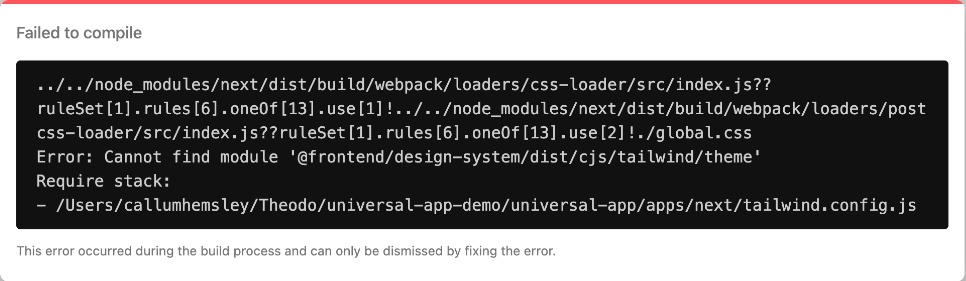 Failed to compile
../../node_modules/next/dist/build/webpack/loaders/css-loader/src/index.js??
ruleSet[1].rules[6].oneOf[13].use[1]!../../node_modules/next/dist/build/webpack/loaders/post
css-loader/src/index.js??ruleSet[1].rules[6].oneOf[13].use[2]!./global.css
Error: Cannot find module '@frontend/design-system/dist/cjs/tailwind/theme'
Require stack:
- /Users/callumhemsley/Theodo/universal-app-demo/universal-app/apps/next/tailwind.config.js
This error occurred during the build process and can only be dismissed by fixing the error.